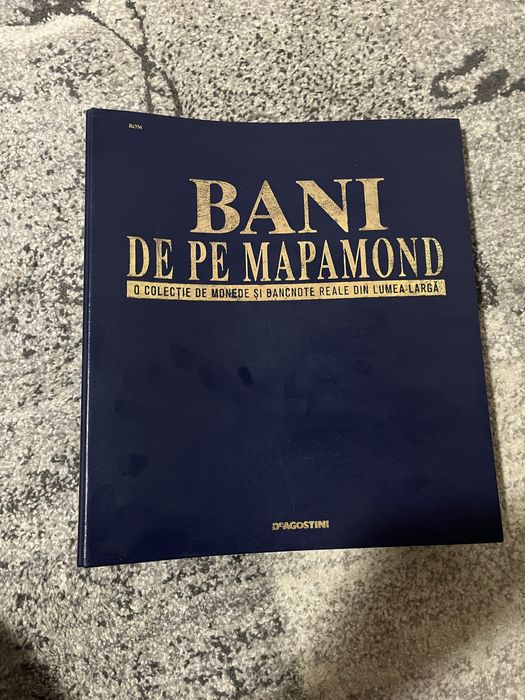 ROM
BANI
DE PE MAPAMOND
O COLECȚIE DE MONEDE ȘI BANCNOTE REALE DIN LUMEA LARGĂ
DEAGOSTINI